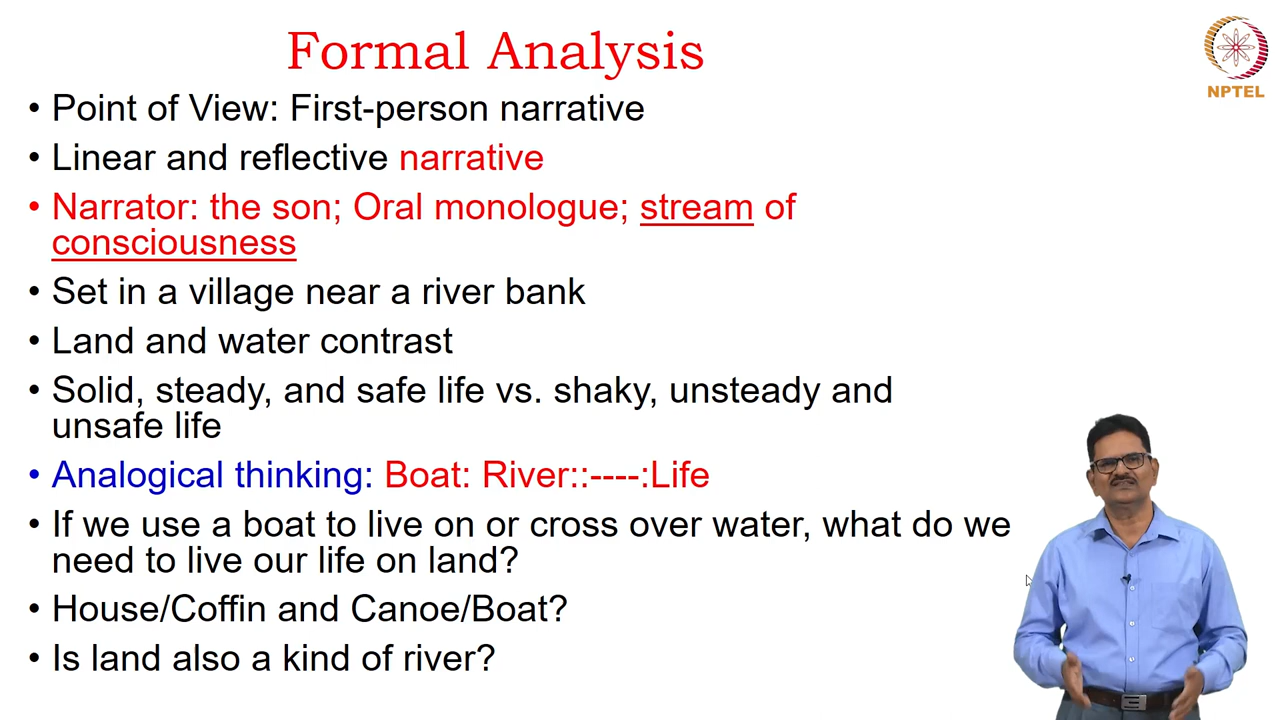 Formal Analysis
NPTEL
• Point of View: First-person narrative
• Linear and reflective narrative
• Narrator: the son; Oral monologue; stream of
consciousness
• Set in a village near a river bank
• Land and water contrast
• Solid, steady, and safe life vs. shaky, unsteady and
unsafe life
• Analogical thinking: Boat: River::----:Life
• If we use a boat to live on or cross over water, what do we
need to live our life on land?
• House/Coffin and Canoe/Boat?
• Is land also a kind of river?